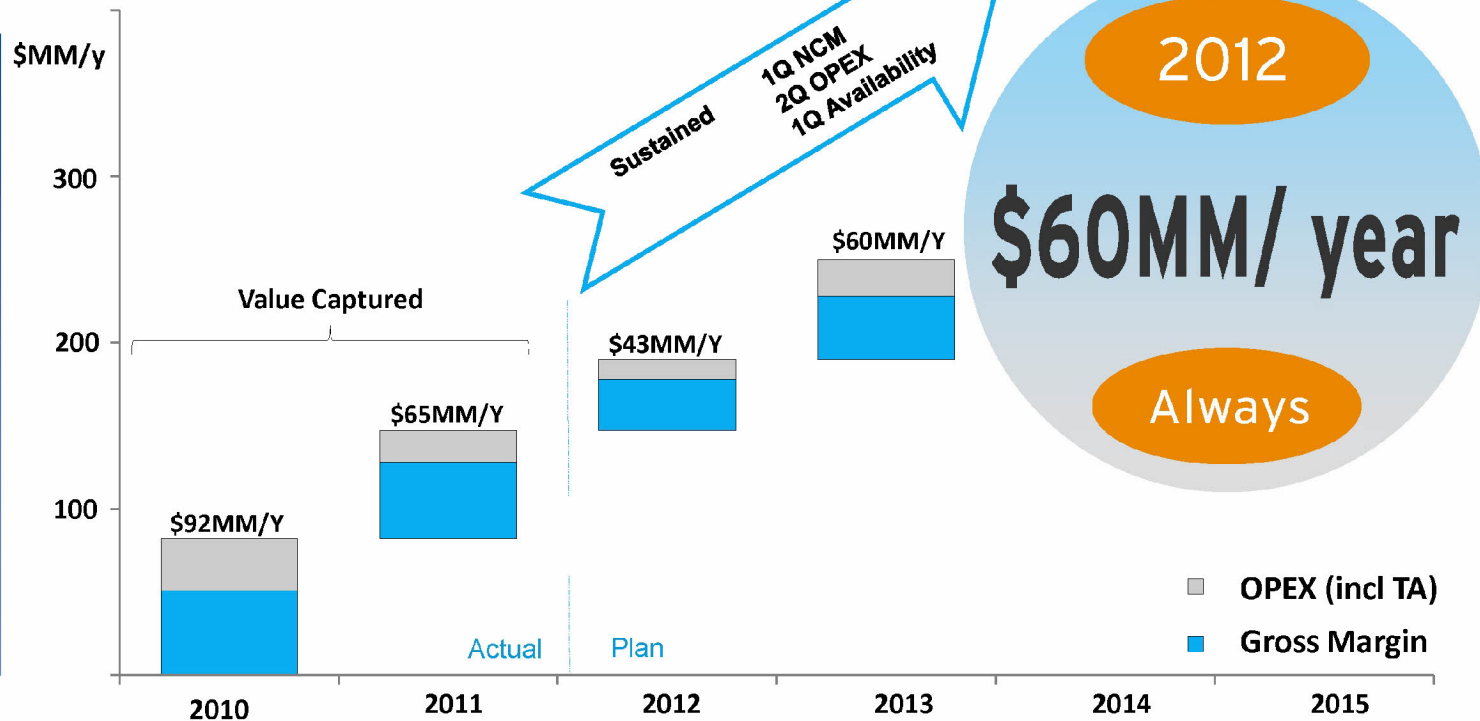 $MM/y
300
200
100
Sustained
1Q NCM
2Q OPEX
1Q Availability
2012
$60MM/ year
Always
Value Captured
$92MM/Y
$65MM/Y
$43MM/Y
$60MM/Y
Actual
Plan
OPEX (incl TA)
Gross Margin
2010
2011
2012
2013
2014
2015